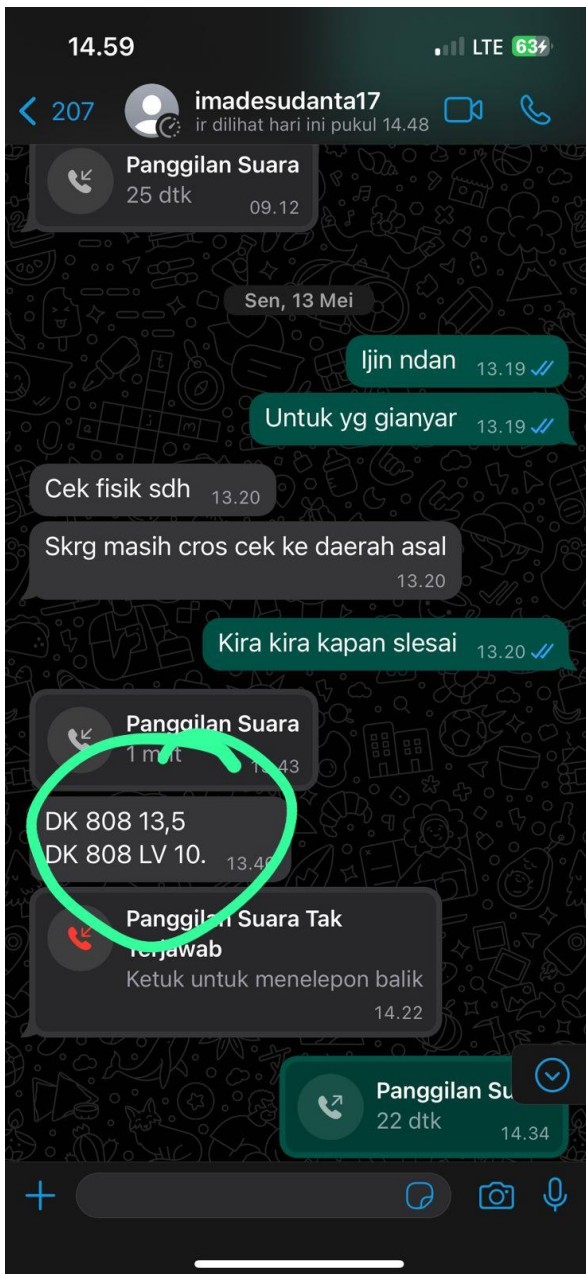 14.59
LTE 63
207
imadesudanta17
ir dilihat hari ini pukul 14.48
Panggilan Suara
25 dtk 09.12
Sen, 13 Mei
Ijin ndan 13.19
Untuk yg gianyar 13.19
Cek fisik sdh 13.20
Skrg masih cros cek ke daerah asal
13.20
Kira kira kapan slesai 13.20
Panggilan Suara
1
DK 808 13,5
DK 808 LV 10.
Panggilan Suara Tak
Terjawab
Ketuk untuk menelepon balik
14.22
Panggilan
22 dtk 14.34